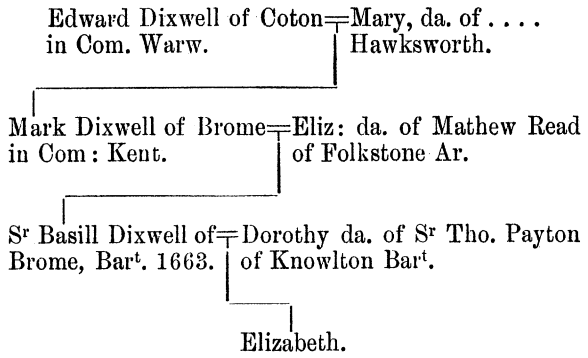 Edward Dixwell of Coton=Mary, da. of . . . .
in Com. Warw. Hawksworth.
Mark Dixwell of Brome=Eliz: da. of Mathew Read
in Com: Kent. of Folkstone Ar.
Sʳ Basill Dixwell of=Dorothy da. of Sʳ Tho. Payton
Brome, Barᵗ. 1663. of Knowlton Barᵗ.
Elizabeth.